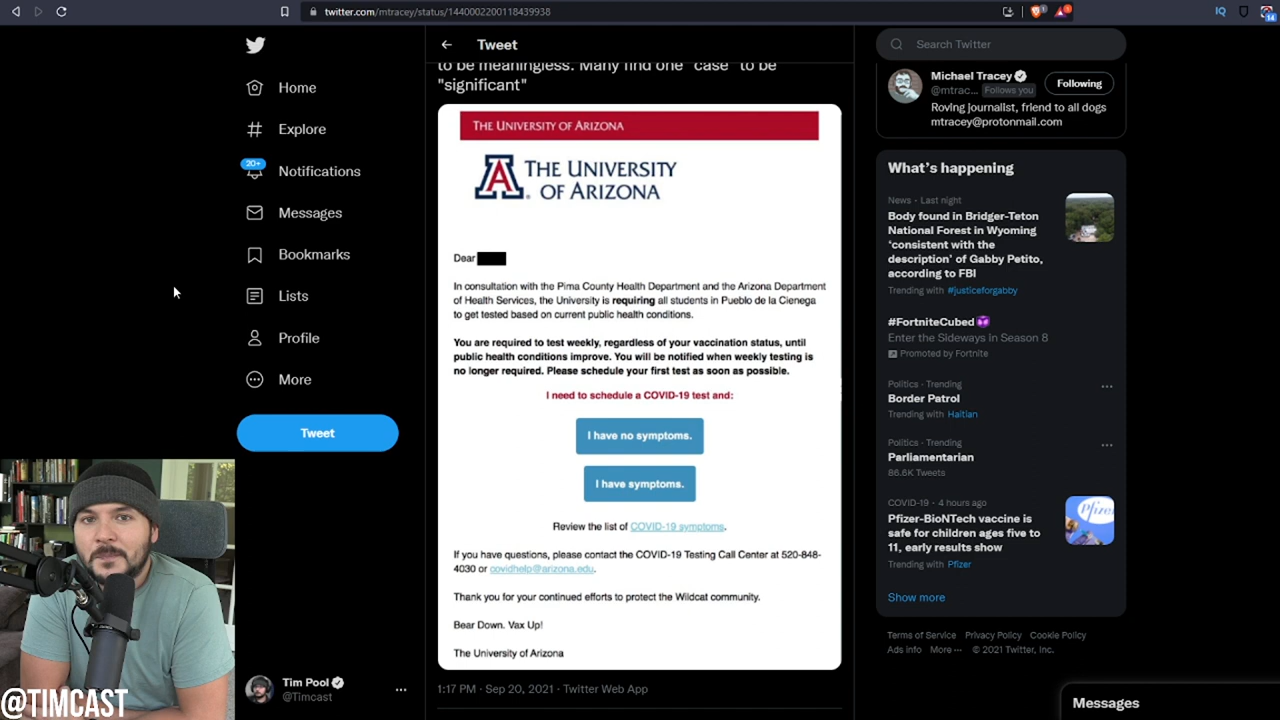 twitter.com/mtracey/status/1440002200118439938
IQ
14
Home
Explore
20+
Notifications
Messages
Bookmarks
Lists
Profile
More
Tweet
Tim Pool
@Timcast
@TIMCAST
Tweet
to be meaningless. Many find one "case" to be
"significant"
THE UNIVERSITY OF ARIZONA
A THE UNIVERSITY
OF ARIZONA
Dear
In consultation with the Pima County Health Department and the Arizona Department
of Health Services, the University is requiring all students in Pueblo de la Cienega
to get tested based on current public health conditions.
You are required to test weekly, regardless of your vaccination status, until
public health conditions improve. You will be notified when weekly testing is
no longer required. Please schedule your first test as soon as possible.
I need to schedule a COVID-19 test and:
I have no symptoms.
I have symptoms.
Review the list of COVID-19 symptoms.
If you have questions, please contact the COVID-19 Testing Call Center at 520-848-
4030 or covidhelp@arizona.edu.
Thank you for your continued efforts to protect the Wildcat community.
Bear Down. Vax Up!
The University of Arizona
1:17 PM · Sep 20, 2021 · Twitter Web App
Search Twitter
Michael Tracey
@mtrac... Follows you
Following
Roving journalist, friend to all dogs
mtracey@protonmail.com
What's happening
News · Last night
Body found in Bridger-Teton
National Forest in Wyoming
'consistent with the
description' of Gabby Petito,
according to FBI
Trending with #justiceforgabby
#FortniteCubed
Enter the Sideways in Season 8
Promoted by Fortnite
Politics · Trending
Border Patrol
Trending with Haitian
Politics · Trending
Parliamentarian
86.6K Tweets
COVID-19 · 4 hours ago
Pfizer-BioNTech vaccine is
safe for children ages five to
11, early results show
Trending with Pfizer
Show more
Terms of Service Privacy Policy Cookie Policy
Ads info More ··· © 2021 Twitter, Inc.
Messages